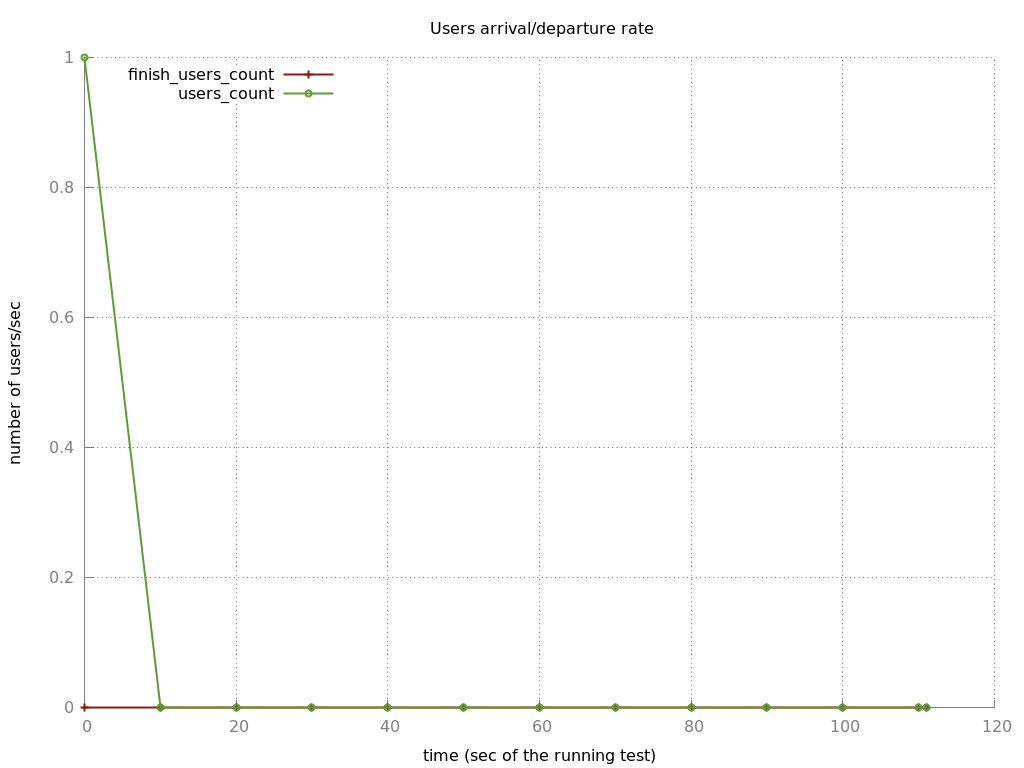 Users arrival/departure rate
1
finish_users_count
users_count
0.8
0.6
number of users/sec
0.4
0.2
0
0 20 40 60 80 100 120
time (sec of the running test)